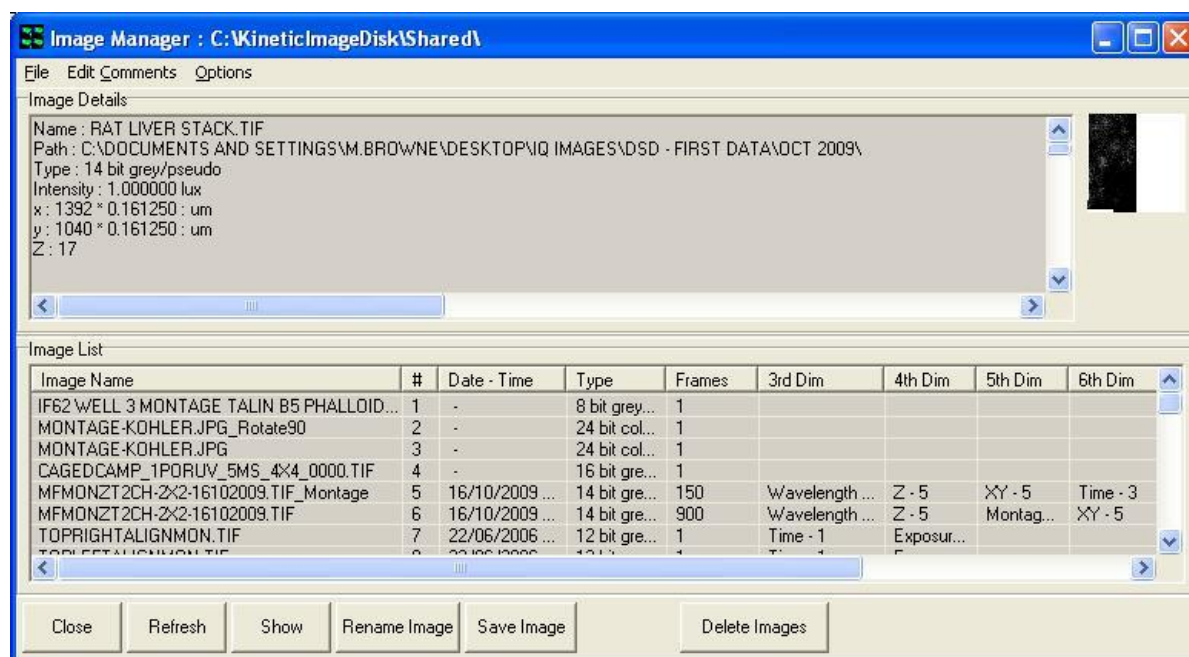 Image Manager : C:\KineticImageDisk\Shared\
File Edit Comments Options
Image Details
Name : RAT LIVER STACK.TIF
Path : C:\DOCUMENTS AND SETTINGS\M.BROWNE\DESKTOP\IQ IMAGES\DSD - FIRST DATA\OCT 2009\
Type : 14 bit grey/pseudo
Intensity : 1.000000 lux
x : 1392 * 0.161250 : um
y : 1040 * 0.161250 : um
Z : 17
Image List
Image Name # Date - Time Type Frames 3rd Dim 4th Dim 5th Dim 6th Dim
IF62 WELL 3 MONTAGE TALIN B5 PHALLOID... 1 - 8 bit grey... 1
MONTAGE-KOHLER.JPG_Rotate90 2 - 24 bit col... 1
MONTAGE-KOHLER.JPG 3 - 24 bit col... 1
CAGEDCAMP_1PORUV_5MS_4X4_0000.TIF 4 - 16 bit gre... 1
MFMONZT2CH-2X2-16102009.TIF_Montage 5 16/10/2009 ... 14 bit gre... 150 Wavelength ... Z - 5 XY - 5 Time - 3
MFMONZT2CH-2X2-16102009.TIF 6 16/10/2009 ... 14 bit gre... 900 Wavelength ... Z - 5 Montag... XY - 5
TOPRIGHTALIGNMON.TIF 7 22/06/2006 ... 12 bit gre... 1 Time - 1 Exposur...
Close Refresh Show Rename Image Save Image Delete Images